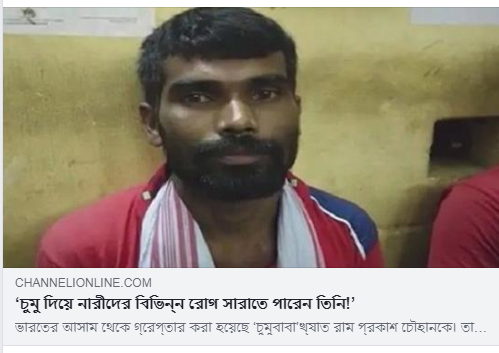 CHANNELIONLINE.COM
‘চুমু দিয়ে নারীদের বিভিন্ন রোগ সারাতে পারেন তিনি!’
ভারতের আসাম থেকে গ্রেপ্তার করা হয়েছে ‘চুমুবাবা’খ্যাত রাম প্রকাশ চৌহানকে। তা...